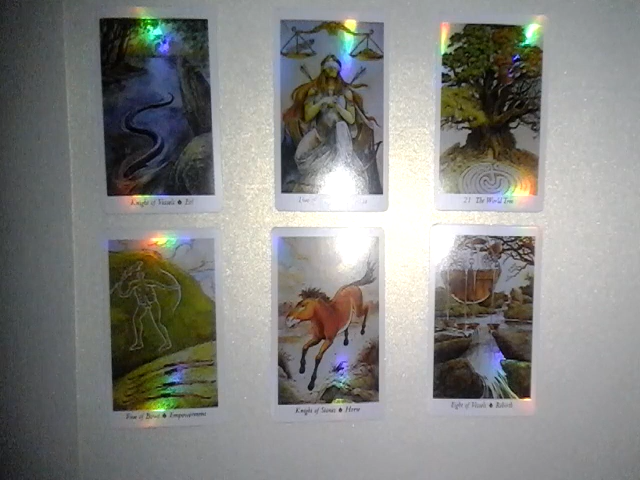 Knight of Vessels ♦ Eel
21 The World Tree
of Bows ♦ Empowerment
Knight of Stones ♦ Horse
Eight of Vessels ♦ Rebirth